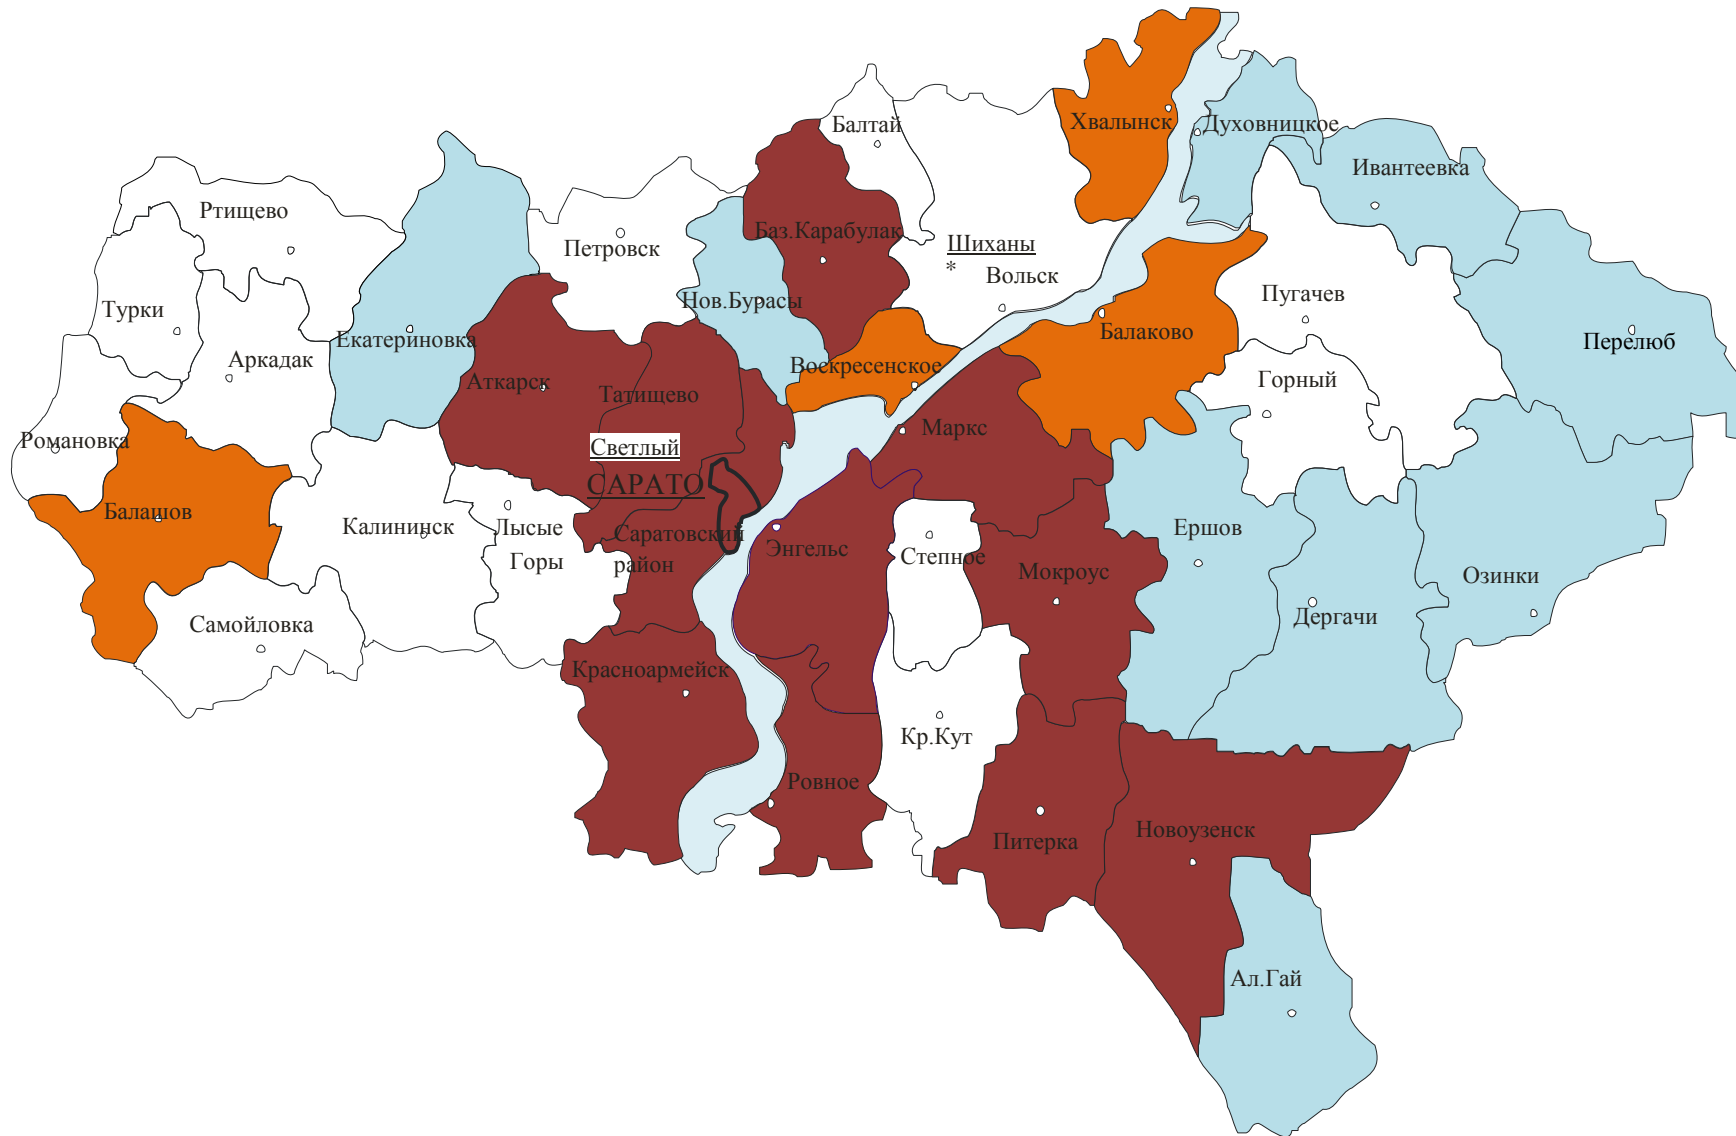 Хвалынск
Духовницкое
Балтай
Ивантеевка
Ртищево
Баз.Карабулак
Петровск
Шиханы
*
Вольск
Турки
Нов.Бурасы
Пугачев
Екатериновка
Балаково
Перелюб
Аркадак
Воскресенское
Аткарск
Татищево
Горный
Маркс
Романовка
Светлый
САРАТО
Балашов
Калининск
Лысые
Горы
Саратовский
район
Энгельс
Степное
Мокроус
Ершов
Озинки
Дергачи
Самойловка
Красноармейск
Кр.Кут
Ровное
Питерка
Новоузенск
Ал.Гай